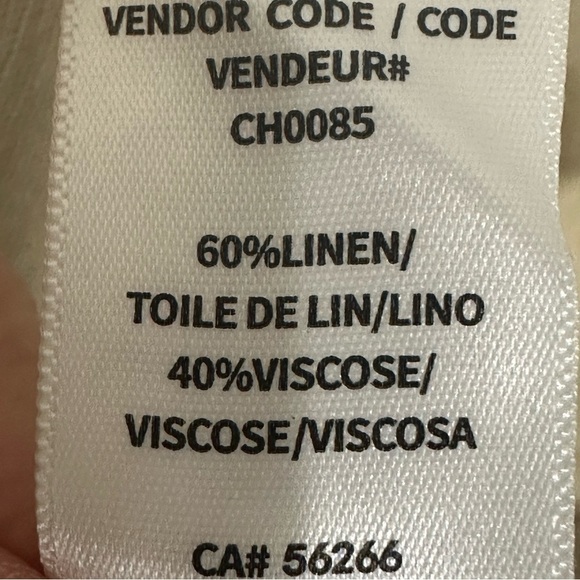 VENDOR CODE / CODE
VENDEUR#
CH0085
60%LINEN/
TOILE DE LIN/LINO
40%VISCOSE/
VISCOSE/VISCOSA
CA# 56266